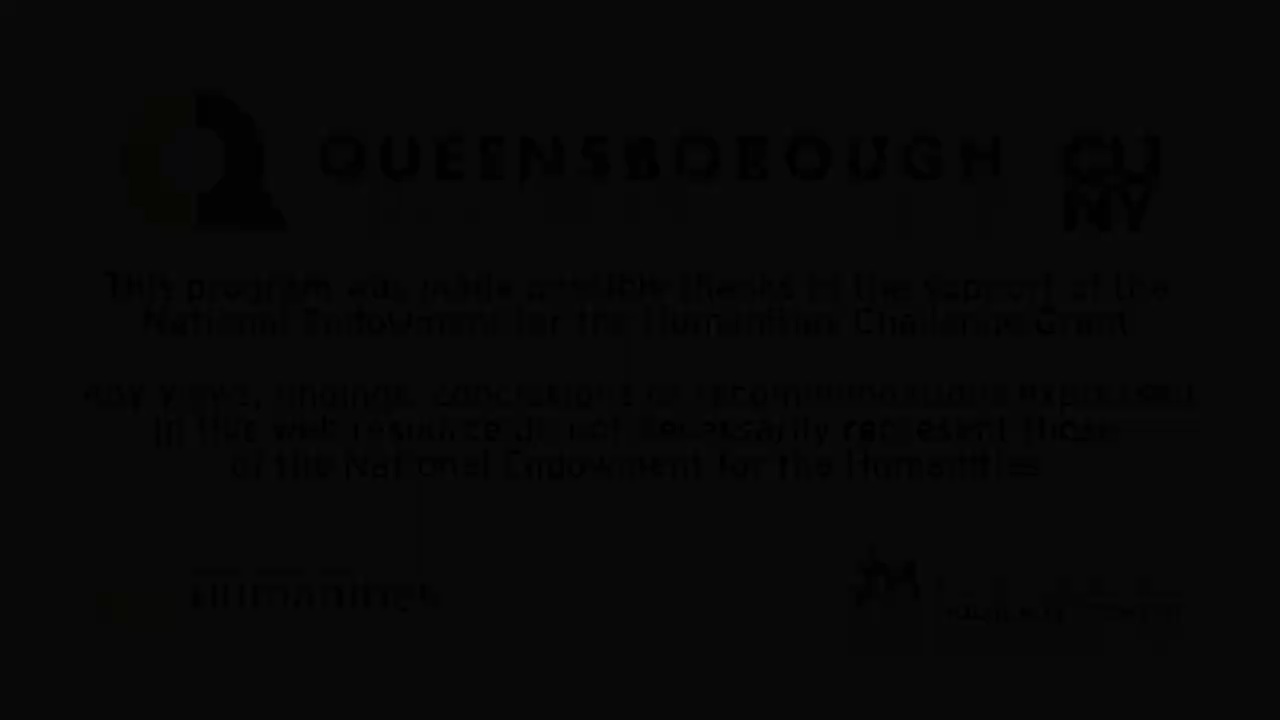 QUEENSBOROUGH CUNY
This program was made possible thanks to the support of the
National Endowment for the Humanities Challenge Grant
Any views, findings, conclusions or recommendations expressed
in this web resource do not necessarily represent those
of the National Endowment for the Humanities
HUMANITIES